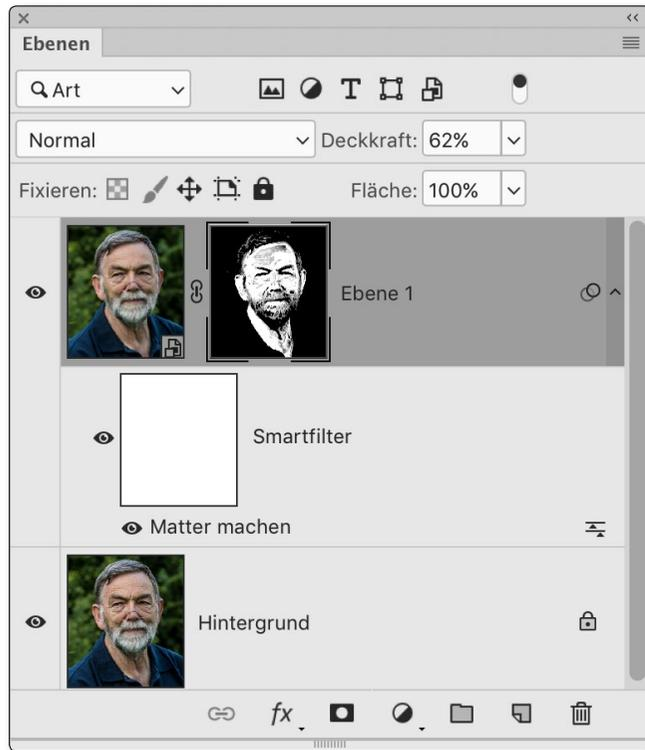 Ebenen
Art
Normal Deckkraft: 62%
Fixieren: Fläche: 100%
Ebene 1
Smartfilter
Matter machen
Hintergrund
fx